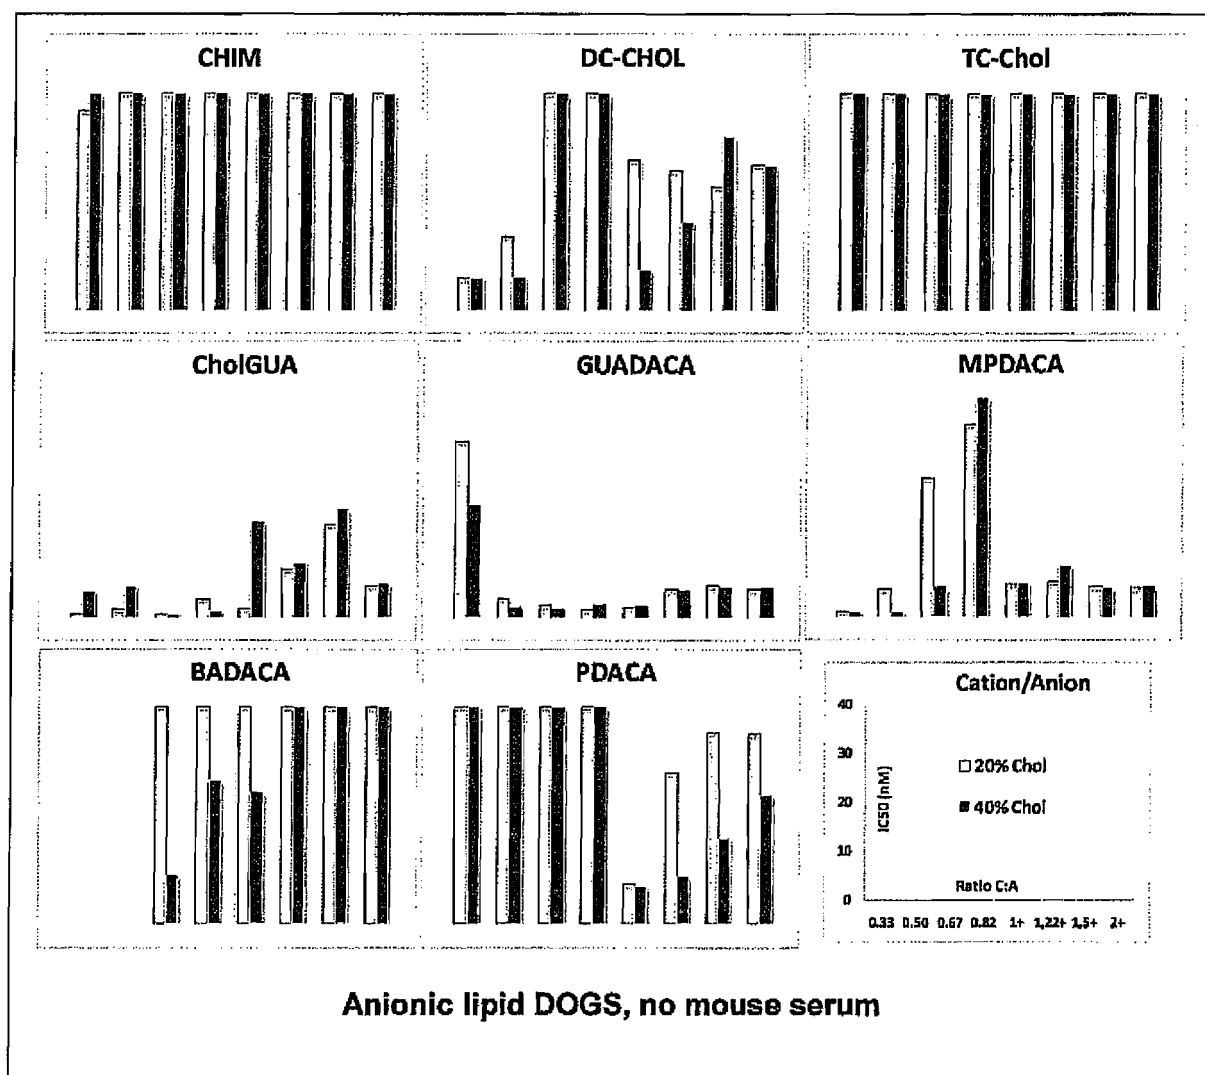 CHIM
DC-CHOL
TC-Chol
CholGUA
GUADACA
MPDACA
BADACA
PDACA
Cation/Anion
40
30
20
10
0
IC50 (nM)
20% Chol
40% Chol
Ratio C:A
0.33 0.50 0.67 0.82 1+ 1,22+ 1,5+ 2+
Anionic lipid DOGS, no mouse serum